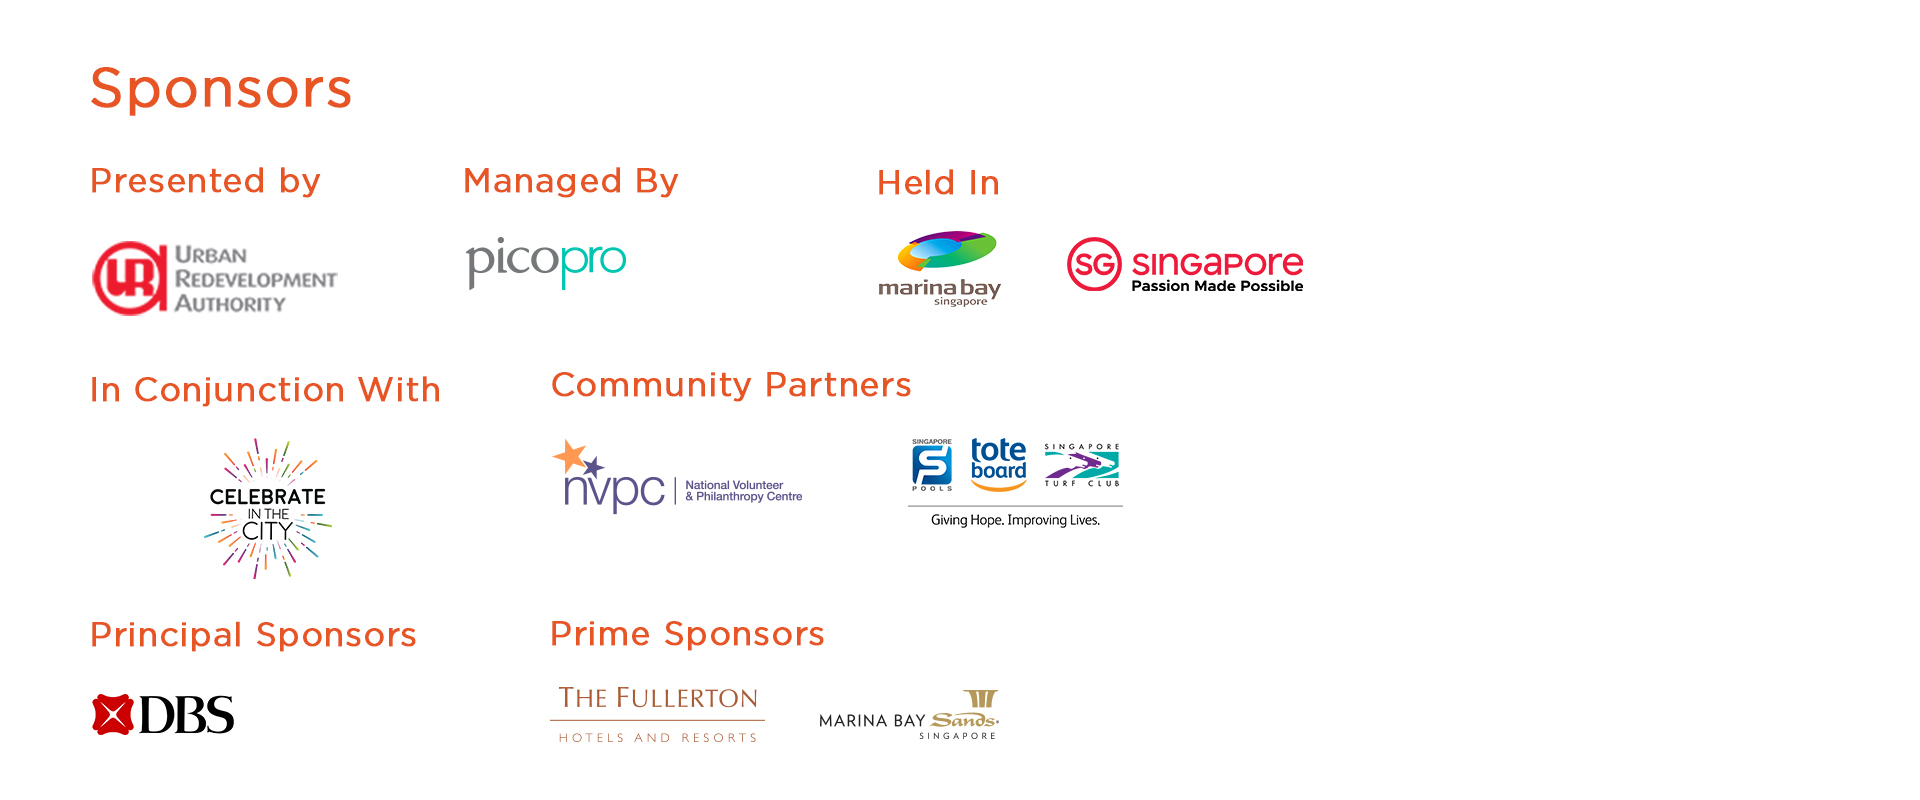 Sponsors
Presented by
Managed By
Held In
UR
URBAN
REDEVELOPMENT
AUTHORITY
picopro
marina bay
singapore
SG
SINGAPORE
Passion Made Possible
In Conjunction With
Community Partners
CELEBRATE
IN THE
CITY
nvpc
National Volunteer
& Philanthropy Centre
SINGAPORE
S
POOLS
tote
board
SINGAPORE
TURF CLUB
Giving Hope. Improving Lives.
Principal Sponsors
Prime Sponsors
DBS
THE FULLERTON
HOTELS AND RESORTS
MARINA BAY Sands
SINGAPORE